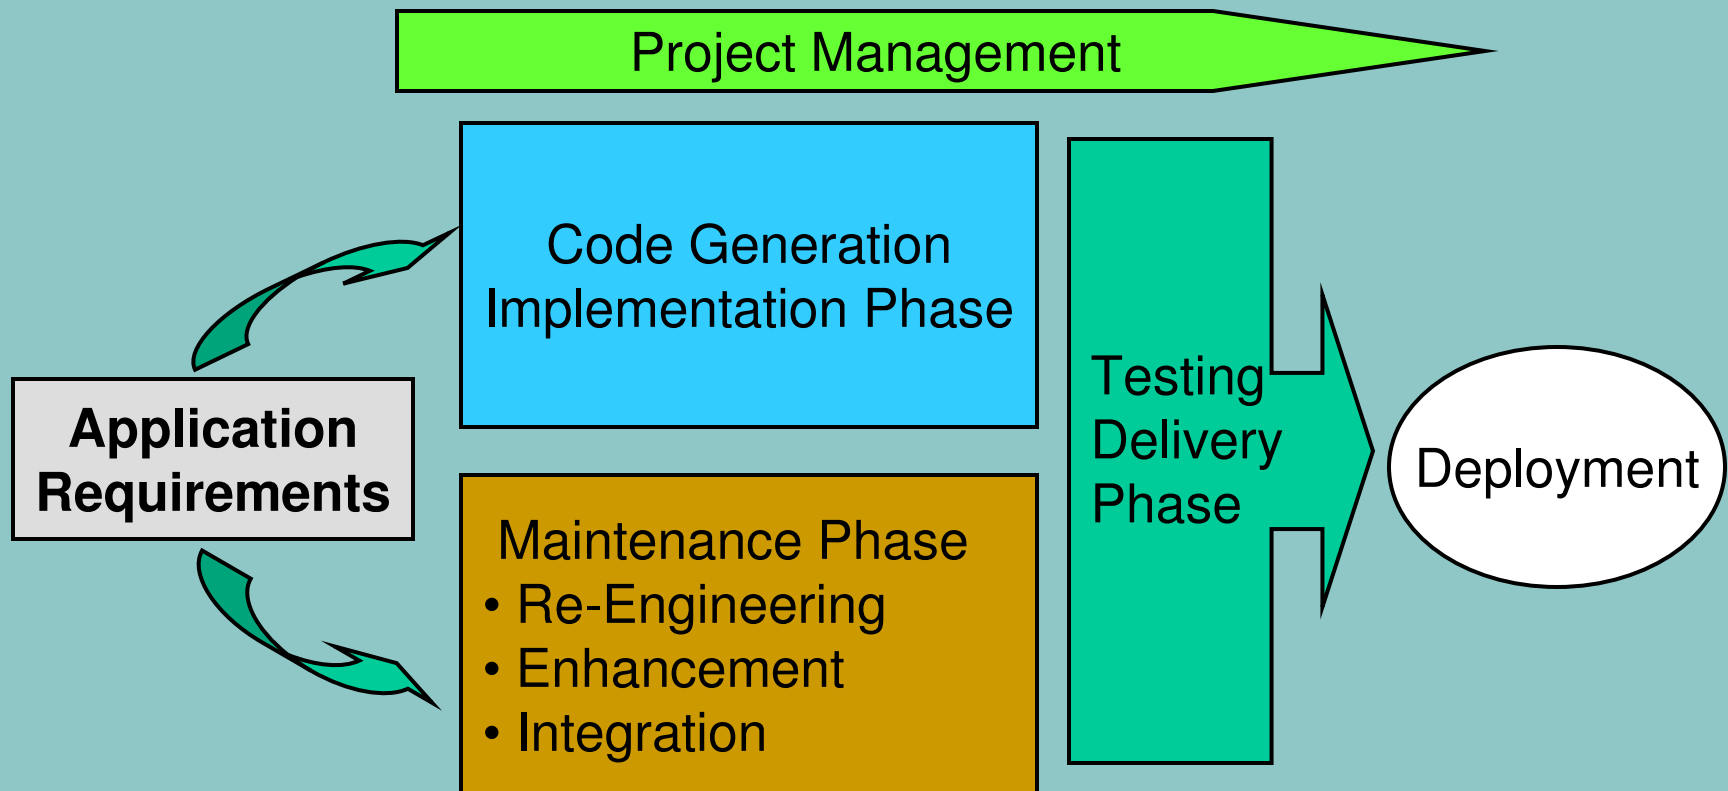 Project Management
Code Generation
Implementation Phase
Application
Requirements
Maintenance Phase
• Re-Engineering
• Enhancement
• Integration
Testing
Delivery
Phase
Deployment